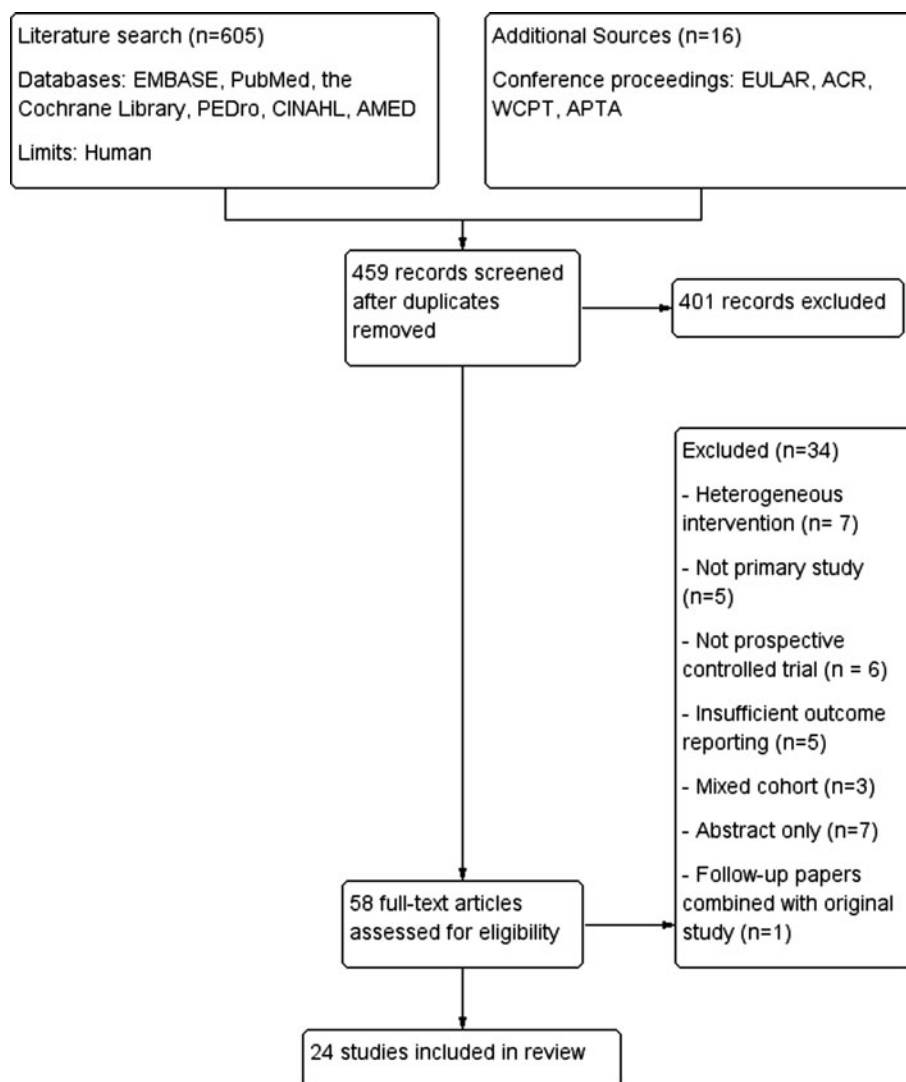 Literature search (n=605)
Databases: EMBASE, PubMed, the
Cochrane Library, PEDro, CINAHL, AMED
Limits: Human
Additional Sources (n=16)
Conference proceedings: EULAR, ACR,
WCPT, APTA
459 records screened
after duplicates
removed
401 records excluded
Excluded (n=34)
- Heterogeneous
intervention (n= 7)
- Not primary study
(n=5)
- Not prospective
controlled trial (n = 6)
- Insufficient outcome
reporting (n=5)
- Mixed cohort (n=3)
- Abstract only (n=7)
- Follow-up papers
combined with original
study (n=1)
58 full-text articles
assessed for eligibility
24 studies included in review